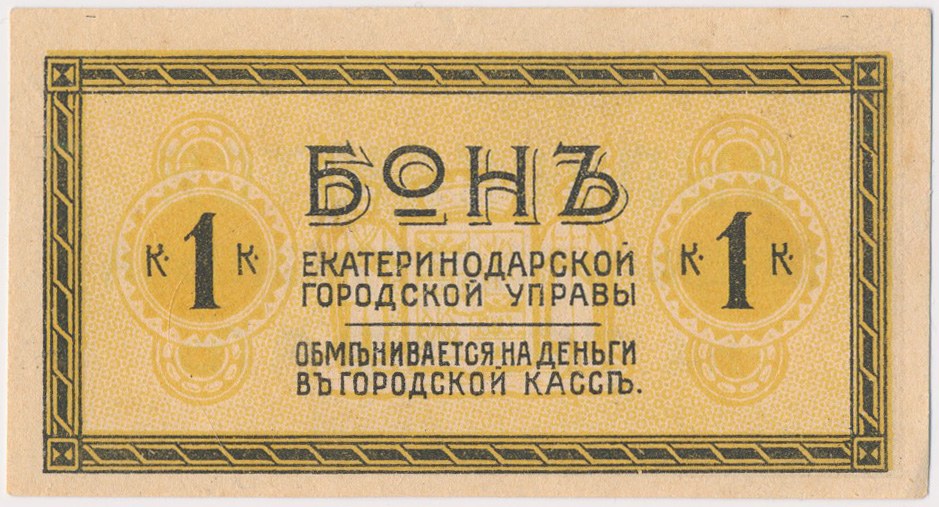 БОНЪ
К. 1 К.
К. 1 К.
ЕКАТЕРИНОДАРСКОЙ
ГОРОДСКОЙ УПРАВЫ
ОБМѢНИВАЕТСЯ НА ДЕНЬГИ
ВЪ ГОРОДСКОЙ КАССѢ.